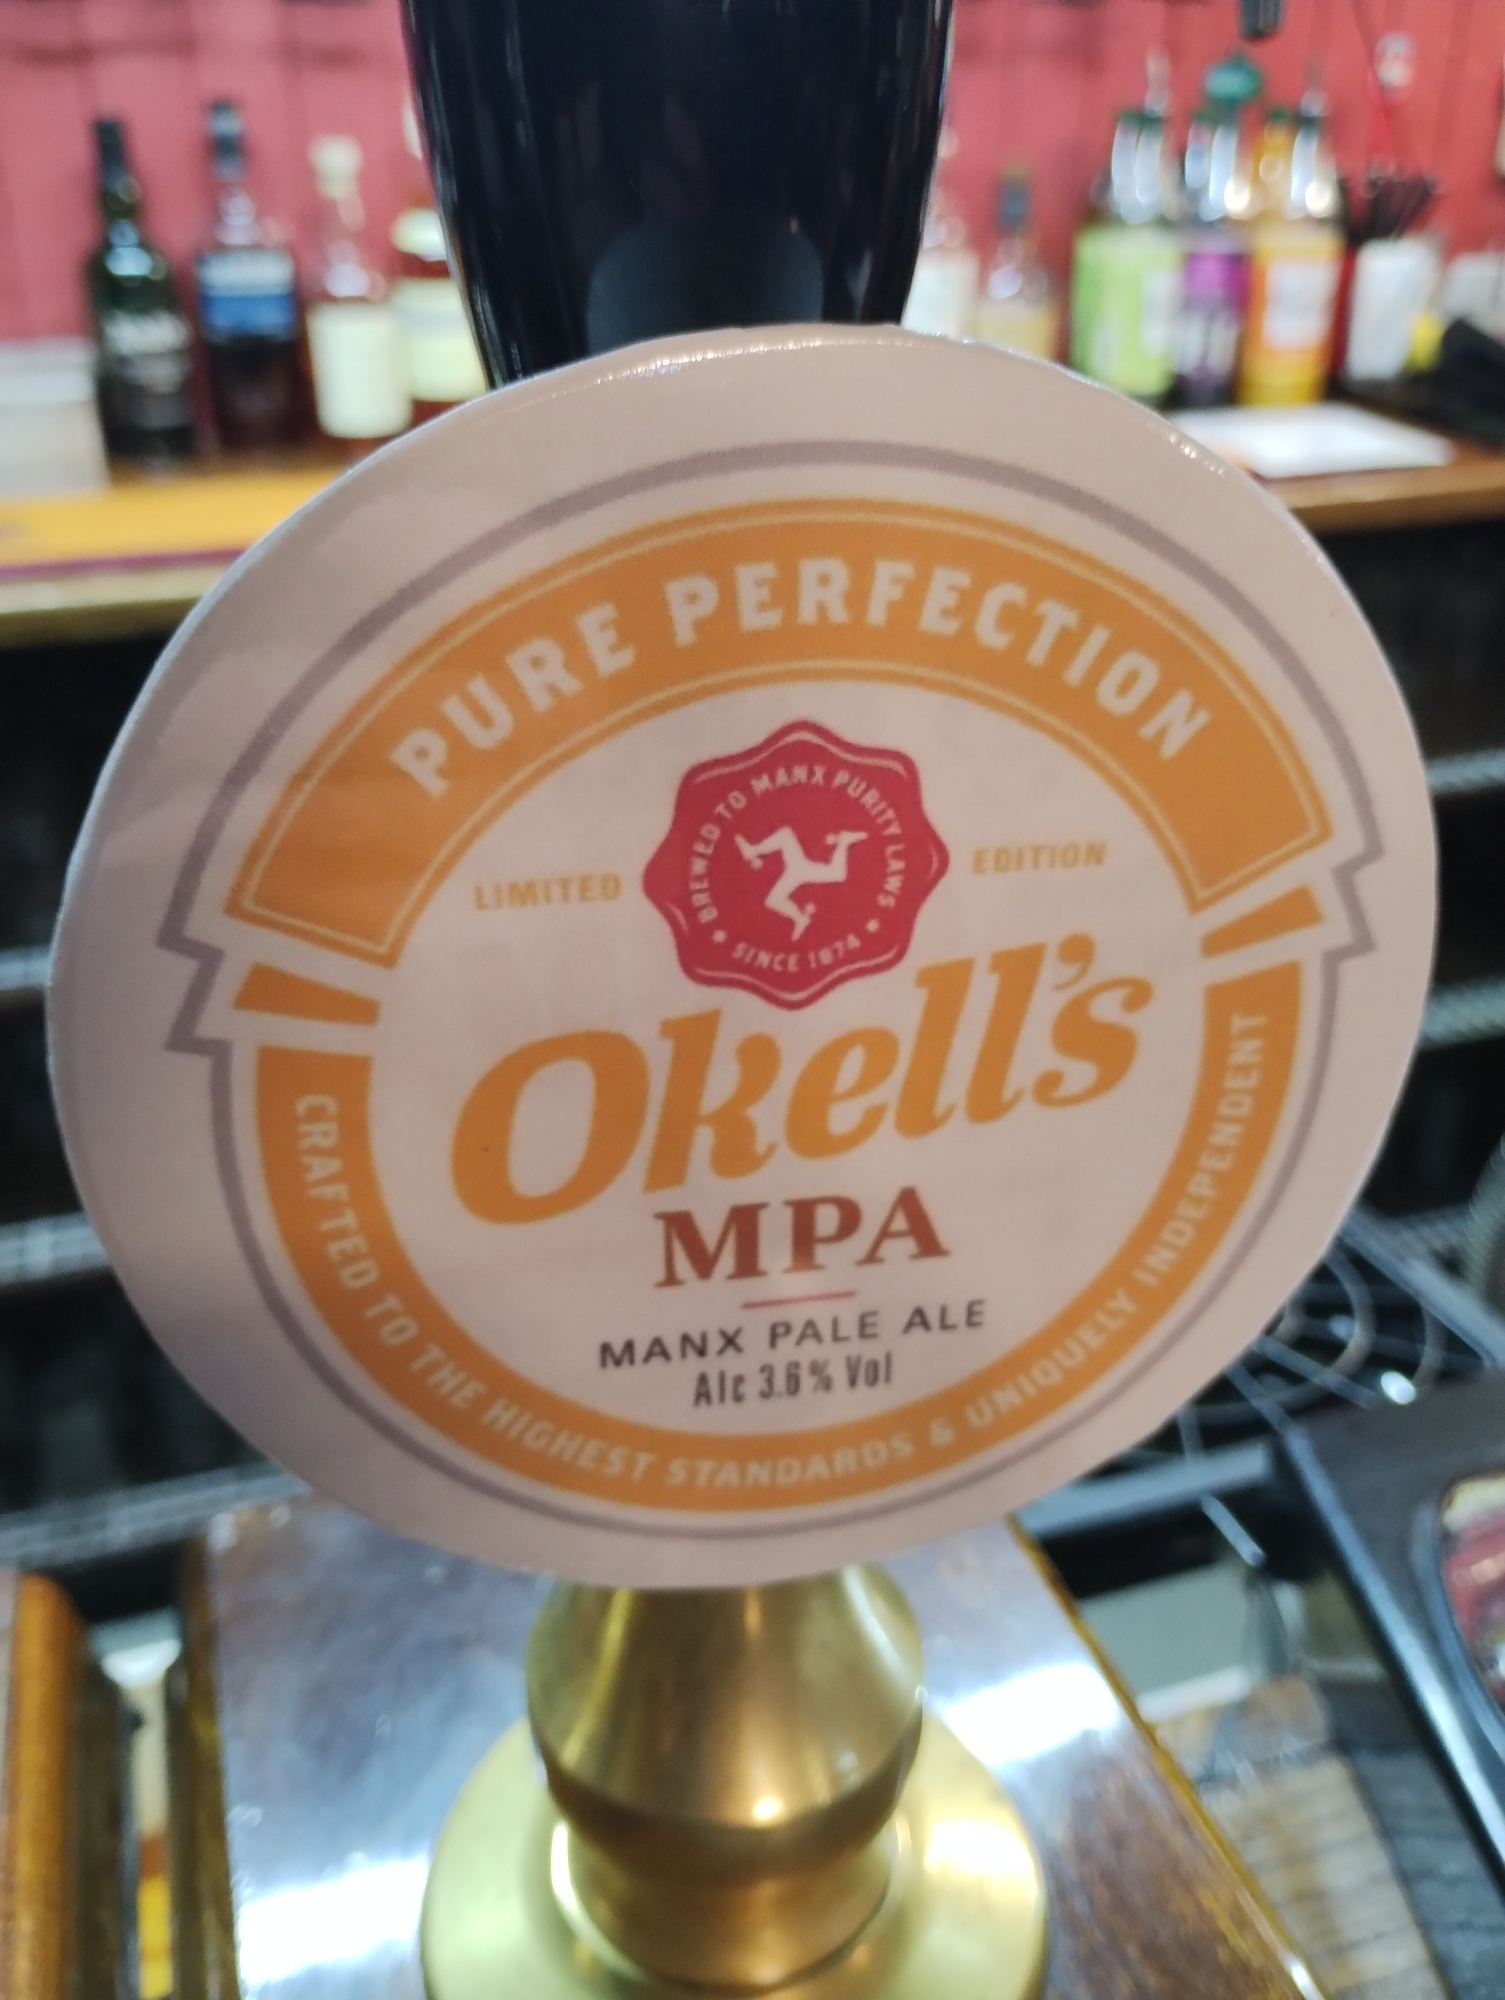 PURE PERFECTION
BREWED TO MANX PURITY LAWS
★ SINCE 1874 ★
LIMITED EDITION
Okell's
MPA
MANX PALE ALE
Alc 3.6% Vol
CRAFTED TO THE HIGHEST STANDARDS & UNIQUELY INDEPENDENT